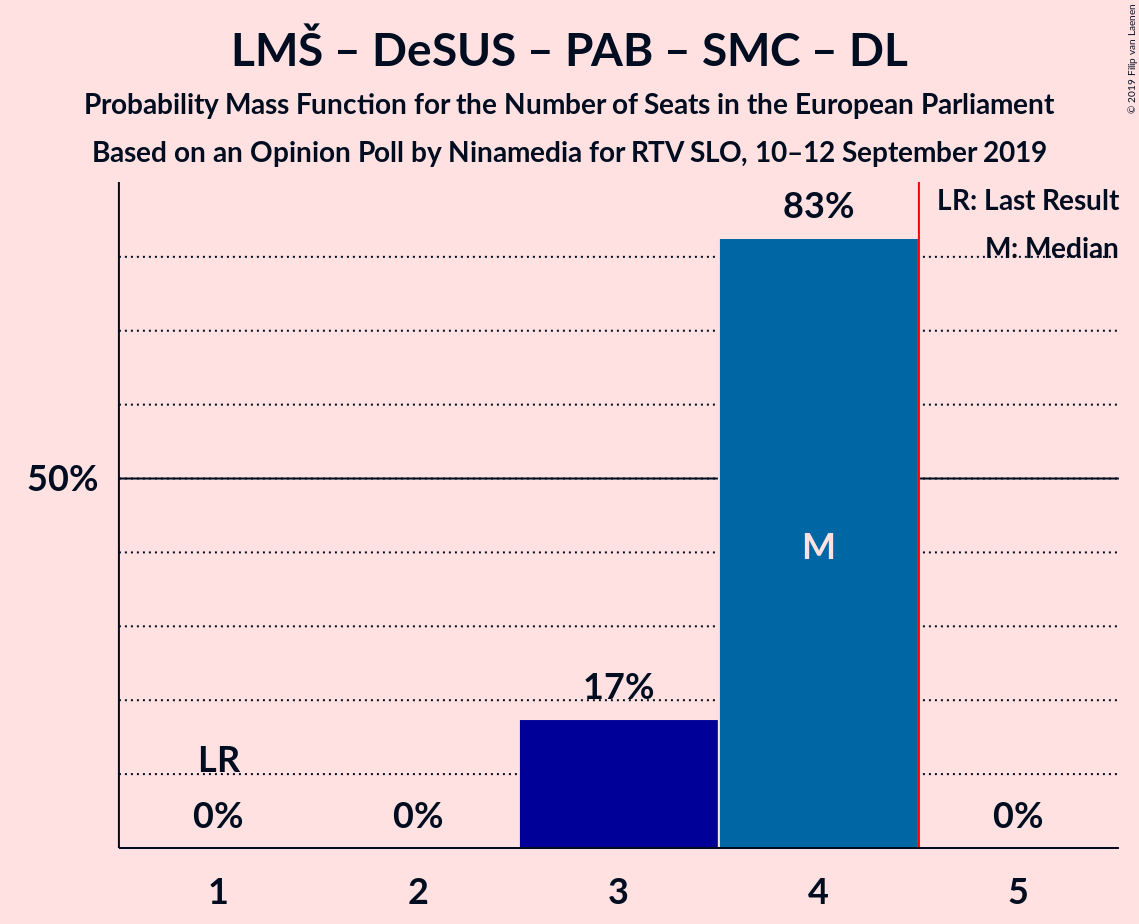 LMŠ – DeSUS – PAB – SMC – DL
Probability Mass Function for the Number of Seats in the European Parliament
Based on an Opinion Poll by Ninamedia for RTV SLO, 10–12 September 2019
© 2019 Filip van Laenen
LR: Last Result
M: Median
83%
50%
M
17%
LR
0%
0%
0%
1
2
3
4
5